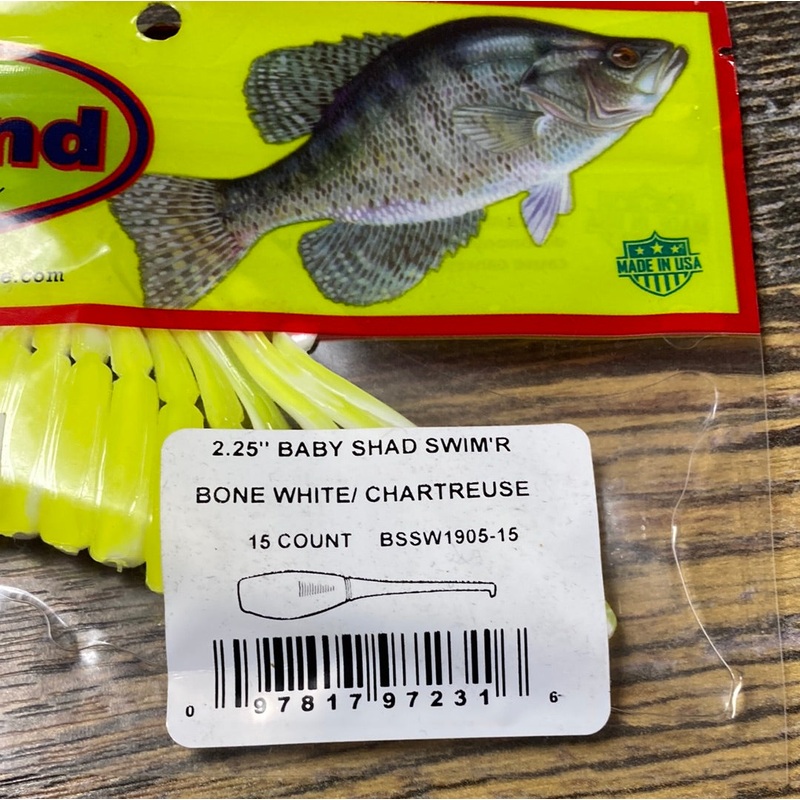 nd
e.com
MADE IN USA
2.25" BABY SHAD SWIM'R
BONE WHITE/ CHARTREUSE
15 COUNT BSSW1905-15
0 97817 97231 6